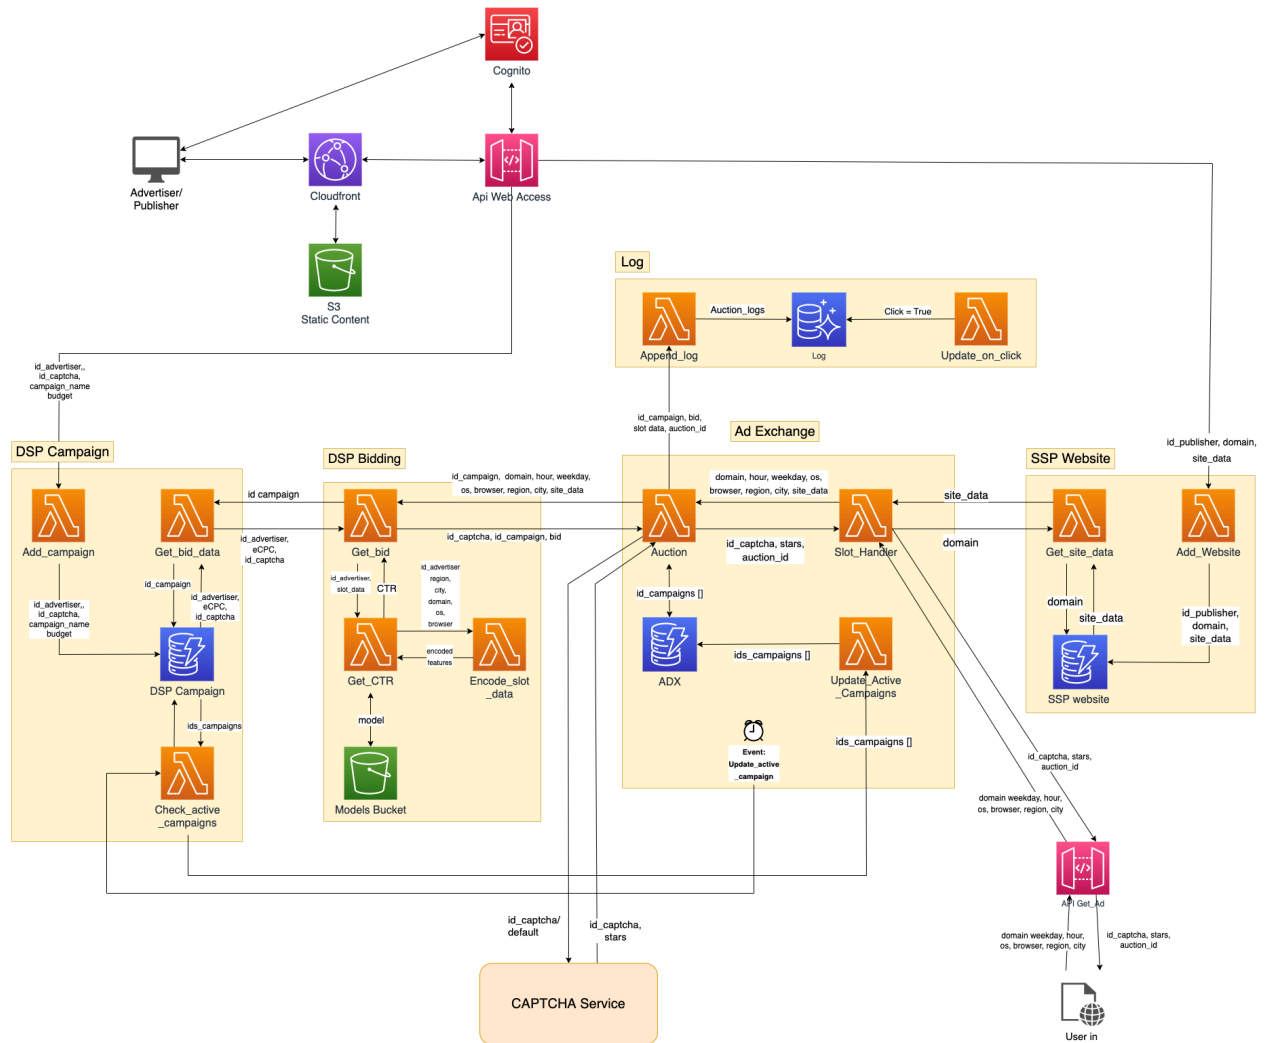 Cognito
Advertiser/
Publisher
Cloudfront
Api Web Access
S3
Static Content
Log
Auction_logs
Click = True
Append_log
Log
Update_on_click
id_advertiser,,
id_captcha,
campaign_name
budget
id_campaign, bid,
slot data, auction_id
Ad Exchange
id_publisher, domain,
site_data
DSP Campaign
DSP Bidding
SSP Website
id_campaign, domain, hour, weekday,
os, browser, region, city, site_data
domain, hour, weekday, os,
browser, region, city, site_data
id campaign
site_data
Add_campaign
Get_bid_data
id_advertiser,
eCPC,
id_captcha
Get_bid
id_captcha, id_campaign, bid
Auction
id_captcha, stars,
auction_id
Slot_Handler
domain
Get_site_data
Add_Website
id_campaign
id_advertiser,
eCPC,
id_captcha
id_advertiser,,
id_captcha,
campaign_name
budget
id_advertiser,
slot_data
CTR
id_advertiser
region,
city,
domain,
os,
browser
id_campaigns []
domain
site_data
id_publisher,
domain,
site_data
encoded
features
ids_campaigns []
DSP Campaign
Get_CTR
Encode_slot
_data
ADX
Update_Active
_Campaigns
SSP website
ids_campaigns
model
Event:
Update_active
_campaign
ids_campaigns []
id_captcha, stars,
auction_id
Check_active
_campaigns
Models Bucket
domain weekday, hour,
os, browser, region, city
API Get_Ad
id_captcha/
default
id_captcha,
stars
domain weekday, hour,
os, browser, region, city
id_captcha, stars,
auction_id
CAPTCHA Service
User in